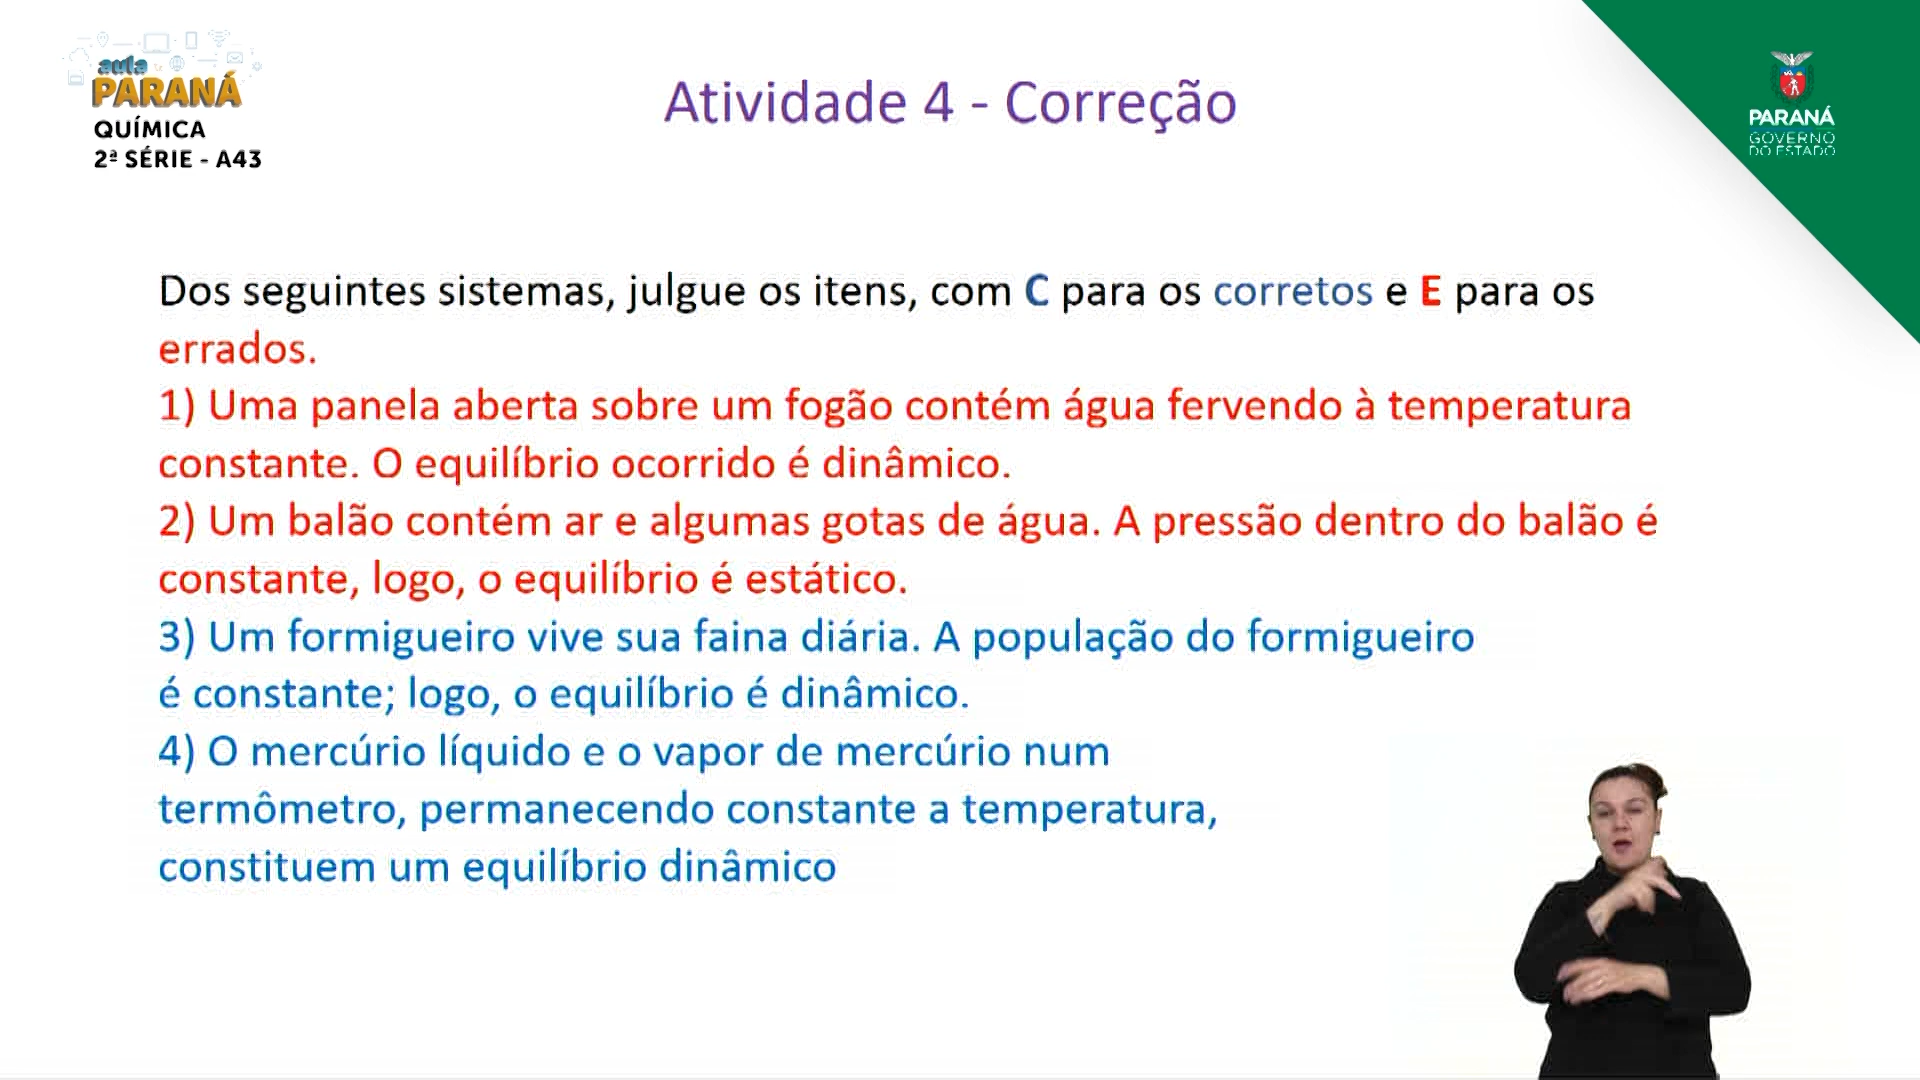 aula
PARANÁ
QUÍMICA
2ª SÉRIE - A43
Atividade 4 - Correção
PARANÁ
GOVERNO
DO ESTADO
Dos seguintes sistemas, julgue os itens, com C para os corretos e E para os
errados.
1) Uma panela aberta sobre um fogão contém água fervendo à temperatura
constante. O equilíbrio ocorrido é dinâmico.
2) Um balão contém ar e algumas gotas de água. A pressão dentro do balão é
constante, logo, o equilíbrio é estático.
3) Um formigueiro vive sua faina diária. A população do formigueiro
é constante; logo, o equilíbrio é dinâmico.
4) O mercúrio líquido e o vapor de mercúrio num
termômetro, permanecendo constante a temperatura,
constituem um equilíbrio dinâmico